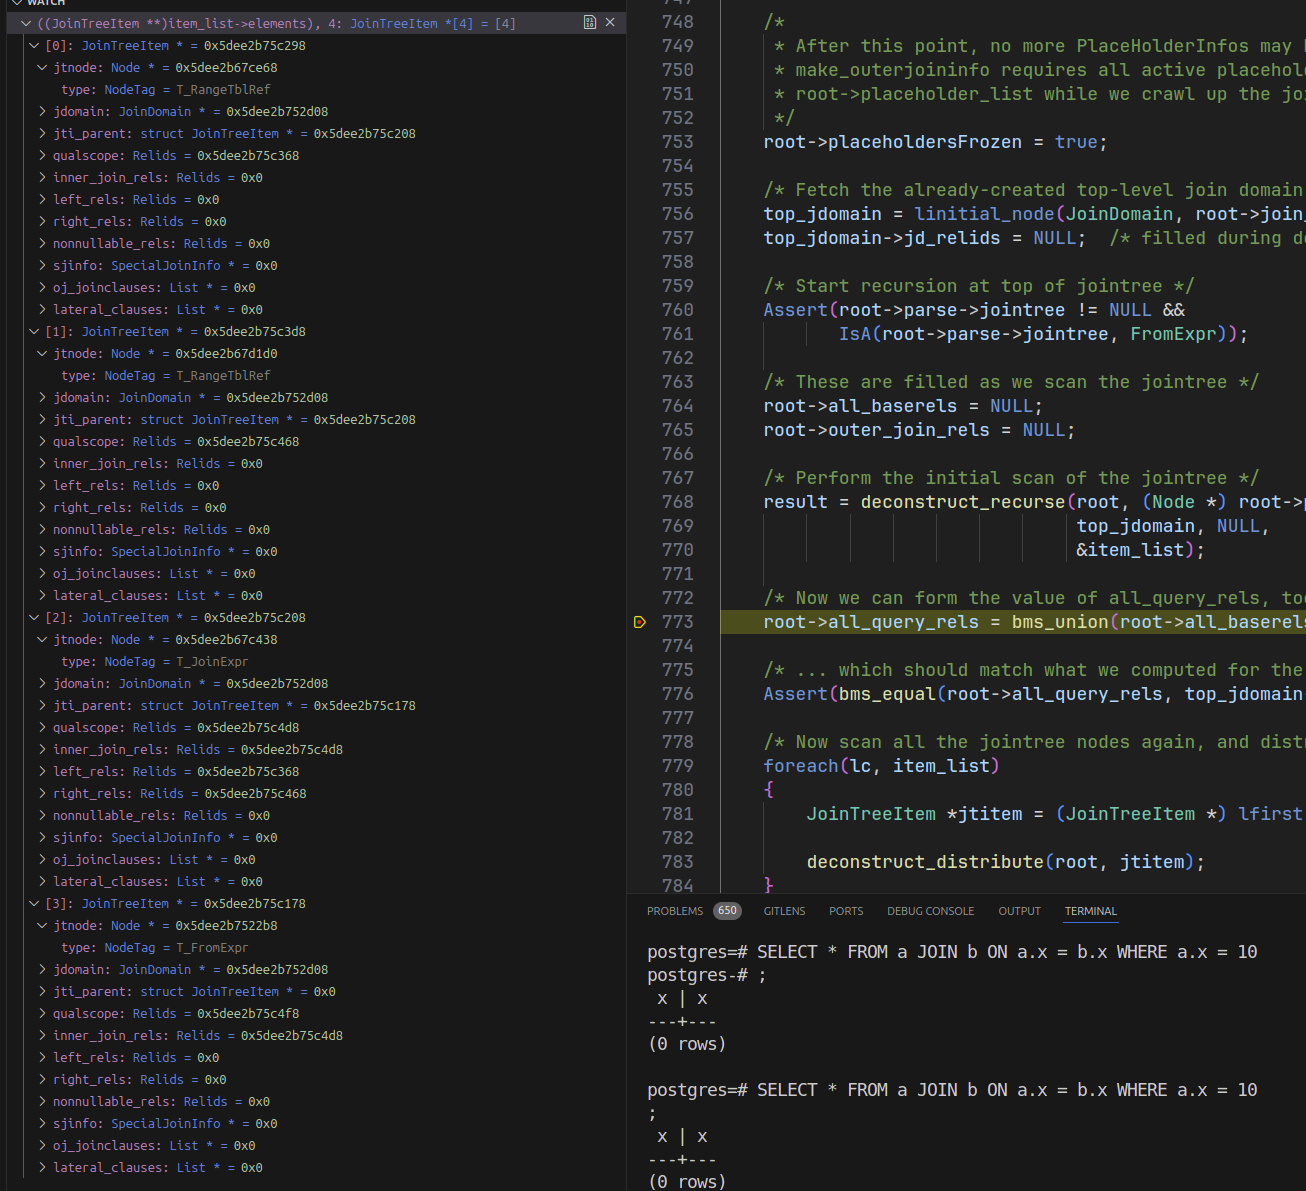 WATCH
((JoinTreeItem **)item_list->elements), 4: JoinTreeItem *[4] = [4]
[0]: JoinTreeItem * = 0x5dee2b75c298
jtnode: Node * = 0x5dee2b67ce68
type: NodeTag = T_RangeTblRef
jdomain: JoinDomain * = 0x5dee2b752d08
jti_parent: struct JoinTreeItem * = 0x5dee2b75c208
qualscope: Relids = 0x5dee2b75c368
inner_join_rels: Relids = 0x0
left_rels: Relids = 0x0
right_rels: Relids = 0x0
nonnullable_rels: Relids = 0x0
sjinfo: SpecialJoinInfo * = 0x0
oj_joinclauses: List * = 0x0
lateral_clauses: List * = 0x0
[1]: JoinTreeItem * = 0x5dee2b75c3d8
jtnode: Node * = 0x5dee2b67d1d0
type: NodeTag = T_RangeTblRef
jdomain: JoinDomain * = 0x5dee2b752d08
jti_parent: struct JoinTreeItem * = 0x5dee2b75c208
qualscope: Relids = 0x5dee2b75c468
inner_join_rels: Relids = 0x0
left_rels: Relids = 0x0
right_rels: Relids = 0x0
nonnullable_rels: Relids = 0x0
sjinfo: SpecialJoinInfo * = 0x0
oj_joinclauses: List * = 0x0
lateral_clauses: List * = 0x0
[2]: JoinTreeItem * = 0x5dee2b75c208
jtnode: Node * = 0x5dee2b67c438
type: NodeTag = T_JoinExpr
jdomain: JoinDomain * = 0x5dee2b752d08
jti_parent: struct JoinTreeItem * = 0x5dee2b75c178
qualscope: Relids = 0x5dee2b75c4d8
inner_join_rels: Relids = 0x5dee2b75c4d8
left_rels: Relids = 0x5dee2b75c368
right_rels: Relids = 0x5dee2b75c468
nonnullable_rels: Relids = 0x0
sjinfo: SpecialJoinInfo * = 0x0
oj_joinclauses: List * = 0x0
lateral_clauses: List * = 0x0
[3]: JoinTreeItem * = 0x5dee2b75c178
jtnode: Node * = 0x5dee2b7522b8
type: NodeTag = T_FromExpr
jdomain: JoinDomain * = 0x5dee2b752d08
jti_parent: struct JoinTreeItem * = 0x0
qualscope: Relids = 0x5dee2b75c4f8
inner_join_rels: Relids = 0x5dee2b75c4d8
left_rels: Relids = 0x0
right_rels: Relids = 0x0
nonnullable_rels: Relids = 0x0
sjinfo: SpecialJoinInfo * = 0x0
oj_joinclauses: List * = 0x0
lateral_clauses: List * = 0x0
748 /*
749 * After this point, no more PlaceHolderInfos may
750 * make_outerjoininfo requires all active placehol
751 * root->placeholder_list while we crawl up the jo
752 */
753 root->placeholdersFrozen = true;
754
755 /* Fetch the already-created top-level join domain
756 top_jdomain = linitial_node(JoinDomain, root->join_
757 top_jdomain->jd_relids = NULL; /* filled during d
758
759 /* Start recursion at top of jointree */
760 Assert(root->parse->jointree != NULL &&
761 IsA(root->parse->jointree, FromExpr));
762
763 /* These are filled as we scan the jointree */
764 root->all_baserels = NULL;
765 root->outer_join_rels = NULL;
766
767 /* Perform the initial scan of the jointree */
768 result = deconstruct_recurse(root, (Node *) root->p
769 top_jdomain, NULL,
770 &item_list);
771
772 /* Now we can form the value of all_query_rels, too
773 root->all_query_rels = bms_union(root->all_baserels
774
775 /* ... which should match what we computed for the
776 Assert(bms_equal(root->all_query_rels, top_jdomain
777
778 /* Now scan all the jointree nodes again, and dist
779 foreach(lc, item_list)
780 {
781 JoinTreeItem *jtitem = (JoinTreeItem *) lfirst
782
783 deconstruct_distribute(root, jtitem);
784 }
PROBLEMS 650 GITLENS PORTS DEBUG CONSOLE OUTPUT TERMINAL
postgres=# SELECT * FROM a JOIN b ON a.x = b.x WHERE a.x = 10
postgres-# ;
x | x
---+---
(0 rows)
postgres=# SELECT * FROM a JOIN b ON a.x = b.x WHERE a.x = 10
;
x | x
---+---
(0 rows)